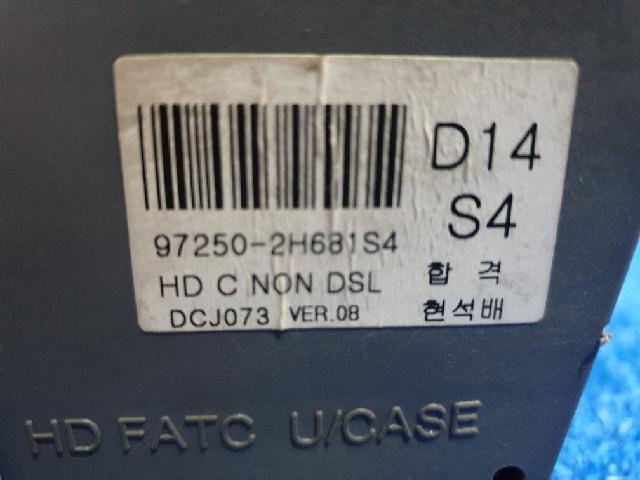 D14
S4
97250-2H681S4
HD C NON DSL
합 격
DCJ073 VER.08
현석배
HD FATC U/CASE